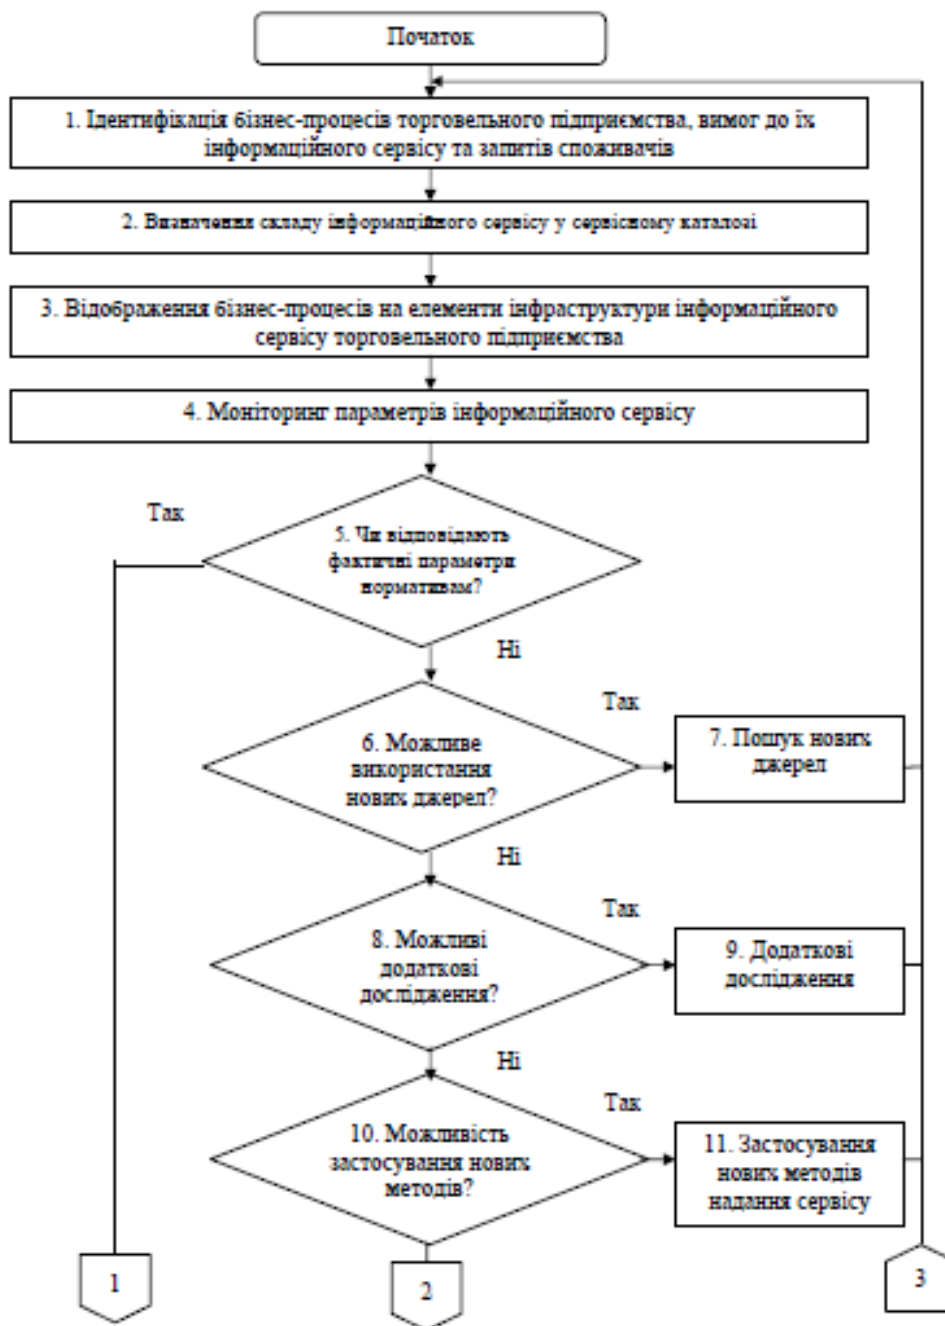 Початок
1. Ідентифікація бізнес-процесів торговельного підприємства, вимог до їх
інформаційного сервісу та запитів споживачів
2. Визначення складу інформаційного сервісу у сервісному каталозі
3. Відображення бізнес-процесів на елементи інфраструктури інформаційного
сервісу торговельного підприємства
4. Моніторинг параметрів інформаційного сервісу
Так
5. Чи відповідають
фактичні параметри
нормативам?
Ні
Так
6. Можливе
використання
нових джерел?
7. Пошук нових
джерел
Ні
Так
8. Можливі
додаткові
дослідження?
9. Додаткові
дослідження
Ні
Так
10. Можливість
застосування нових
методів?
11. Застосування
нових методів
надання сервісу
1
2
3